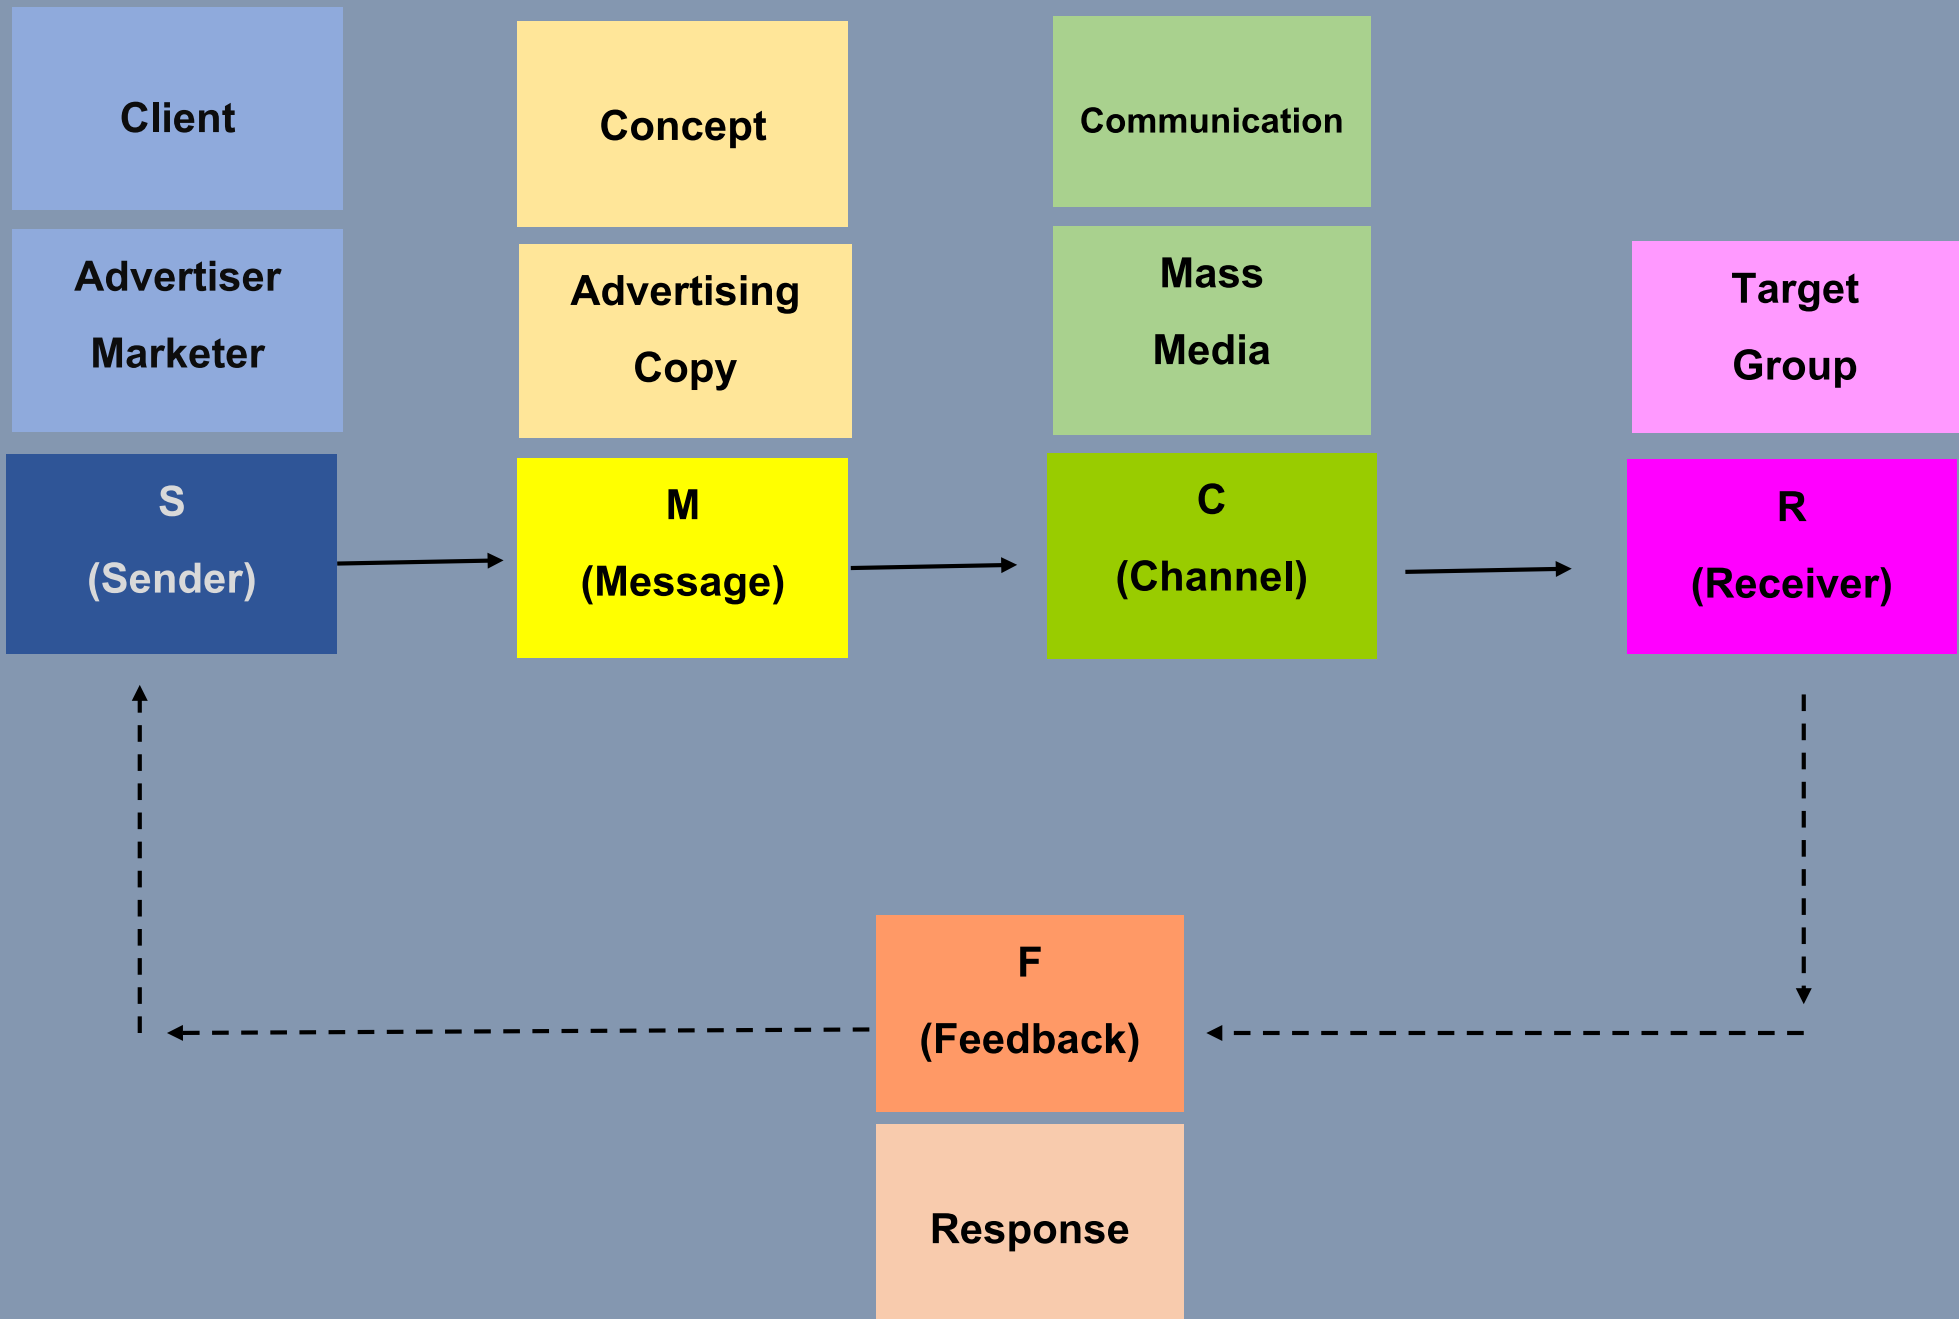 Client
Concept
Communication
Advertiser
Marketer
Advertising
Copy
Mass
Media
Target
Group
S
(Sender)
M
(Message)
C
(Channel)
R
(Receiver)
F
(Feedback)
Response